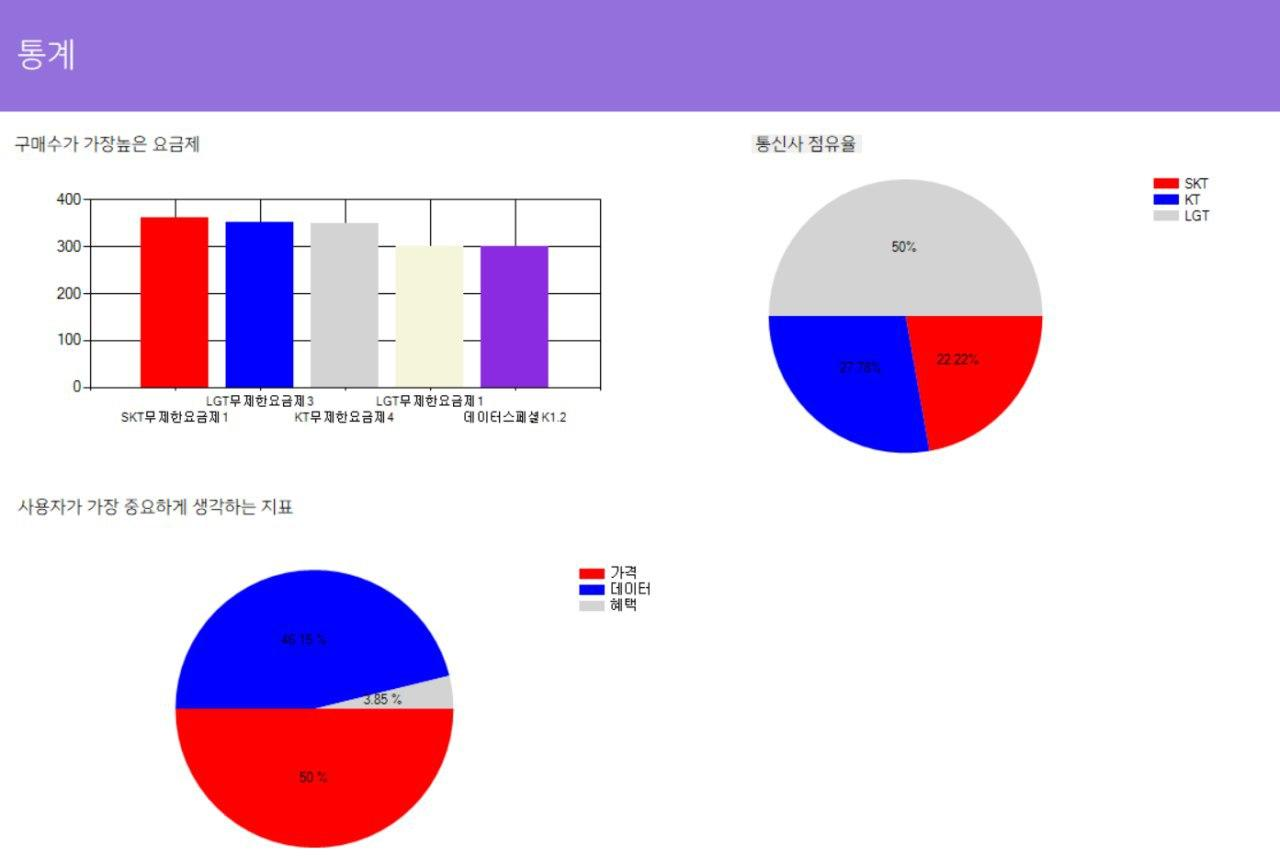 통계
구매수가 가장높은 요금제
400
300
200
100
0
SKT무제한요금제1
LGT무제한요금제3
KT무제한요금제4
LGT무제한요금제1
데이터스페셜K1.2
통신사 점유율
SKT
KT
LGT
50%
27.78%
22.22%
사용자가 가장 중요하게 생각하는 지표
가격
데이터
혜택
46.15 %
3.85 %
50 %